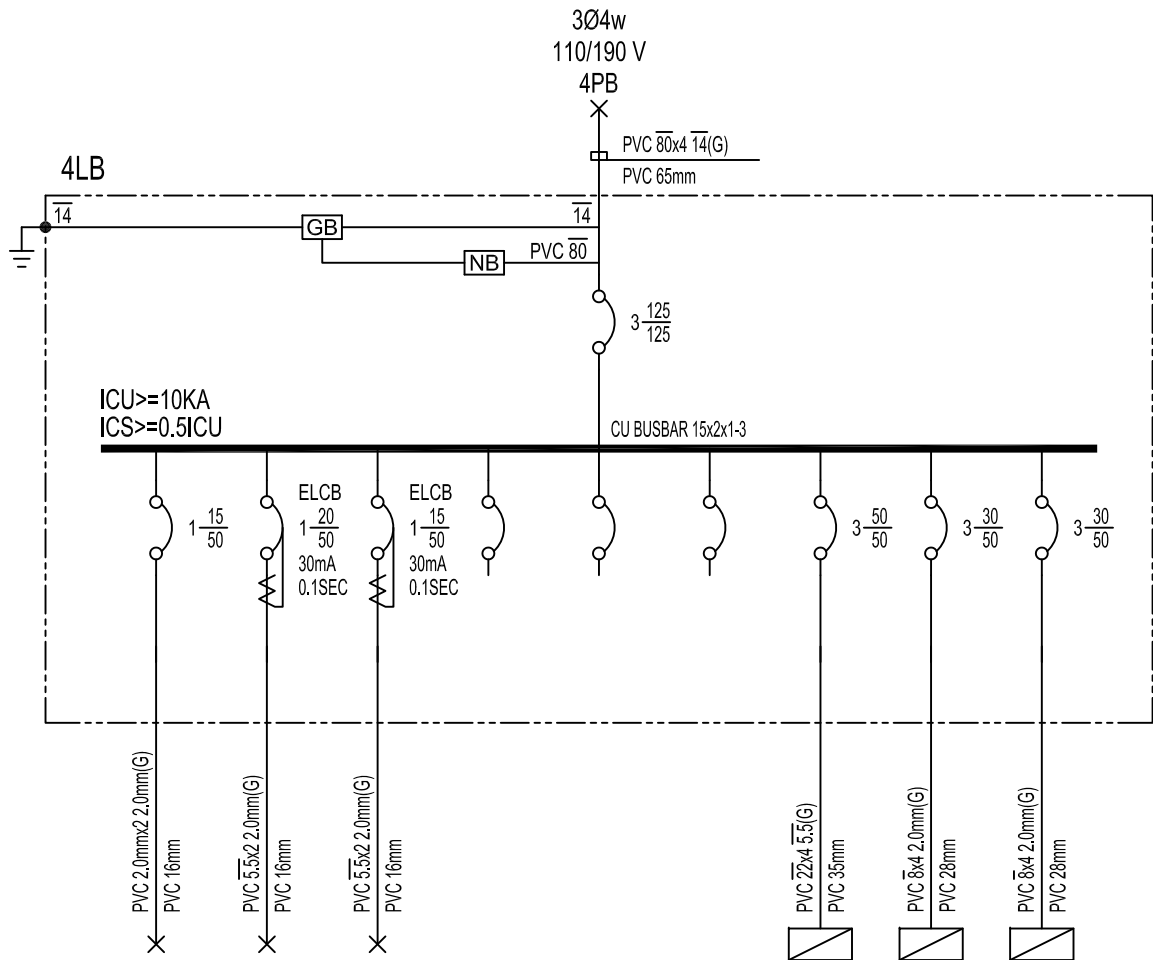 3Ø4w
110/190 V
4PB
PVC 80x4 14(G)
PVC 65mm
4LB
14
GB
14
NB
PVC 80
3 125/125
ICU>=10KA
ICS>=0.5ICU
CU BUSBAR 15x2x1-3
1 15/50
ELCB
1 20/50
30mA
0.1SEC
ELCB
1 15/50
30mA
0.1SEC
3 50/50
3 30/50
3 30/50
PVC 2.0mmx2 2.0mm(G)
PVC 16mm
PVC 5.5x2 2.0mm(G)
PVC 16mm
PVC 5.5x2 2.0mm(G)
PVC 16mm
PVC 22x4 5.5(G)
PVC 35mm
PVC 8x4 2.0mm(G)
PVC 28mm
PVC 8x4 2.0mm(G)
PVC 28mm